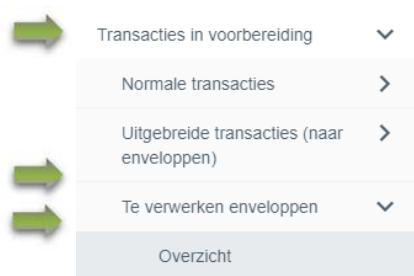 Transacties in voorbereiding
Normale transacties
Uitgebreide transacties (naar
enveloppen)
Te verwerken enveloppen
Overzicht